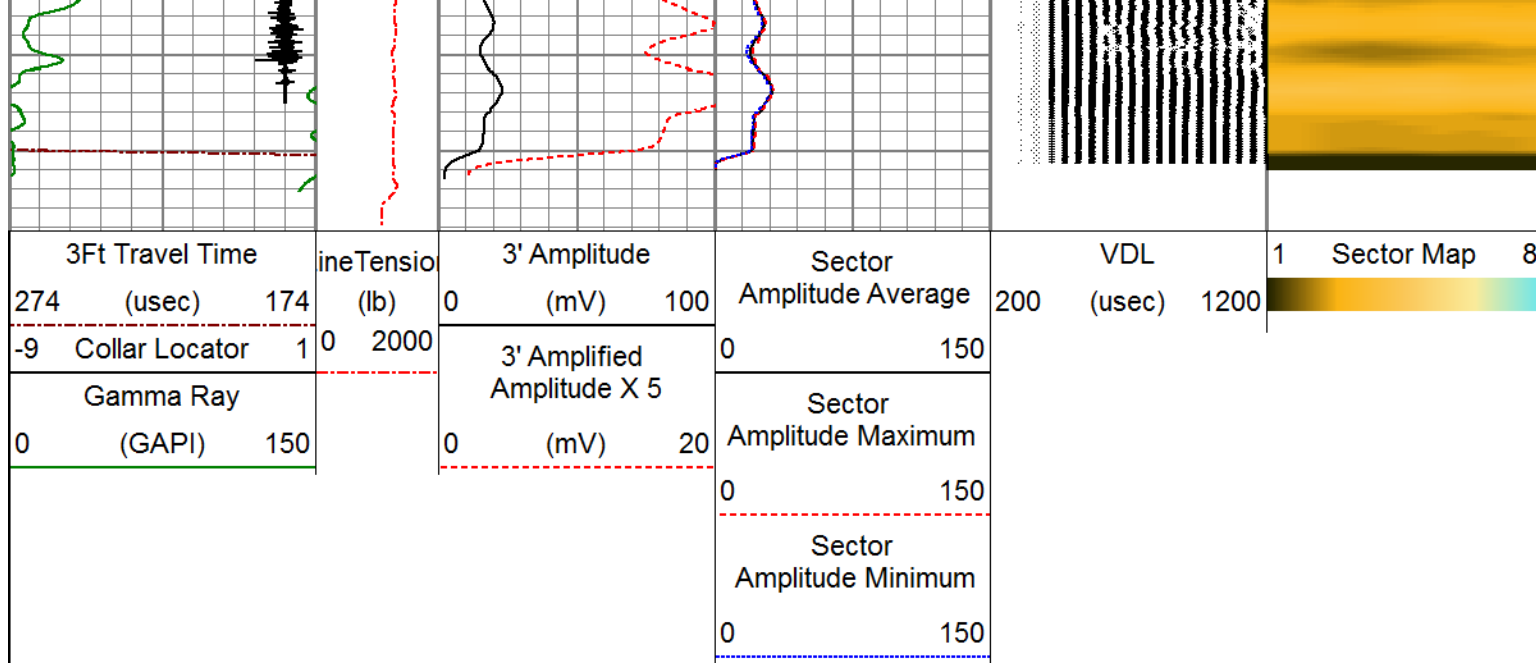 3Ft Travel Time
274 (usec) 174
-9 Collar Locator 1
Gamma Ray
0 (GAPI) 150
ineTension
(lb)
0 2000
3' Amplitude
0 (mV) 100
3' Amplified
Amplitude X 5
0 (mV) 20
Sector
Amplitude Average
0 150
Sector
Amplitude Maximum
0 150
Sector
Amplitude Minimum
0 150
VDL
200 (usec) 1200
1 Sector Map 8